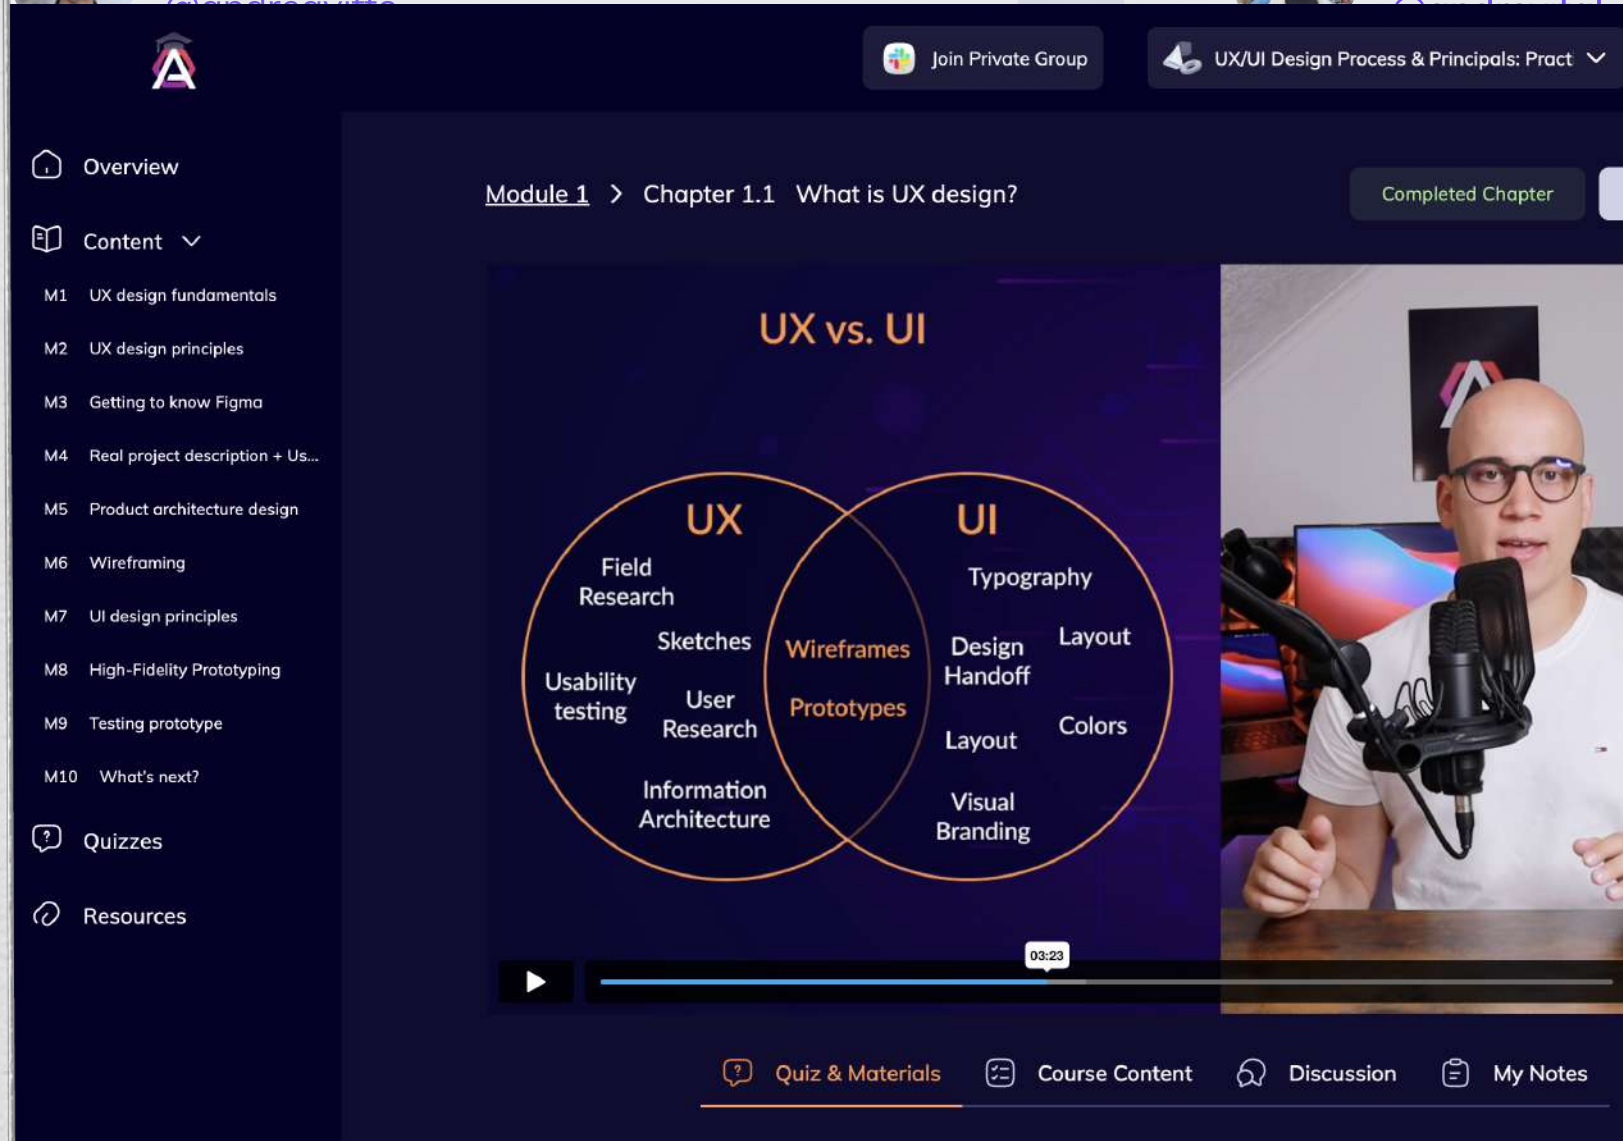 Join Private Group
UX/UI Design Process & Principals: Pract
Overview
Content
M1 UX design fundamentals
M2 UX design principles
M3 Getting to know Figma
M4 Real project description + Us...
M5 Product architecture design
M6 Wireframing
M7 UI design principles
M8 High-Fidelity Prototyping
M9 Testing prototype
M10 What's next?
Quizzes
Resources
Module 1 > Chapter 1.1 What is UX design?
Completed Chapter
UX vs. UI
UX
Field
Research
Sketches
Usability
testing
User
Research
Information
Architecture
Wireframes
Prototypes
UI
Typography
Design
Handoff
Layout
Layout
Colors
Visual
Branding
03:23
Quiz & Materials
Course Content
Discussion
My Notes